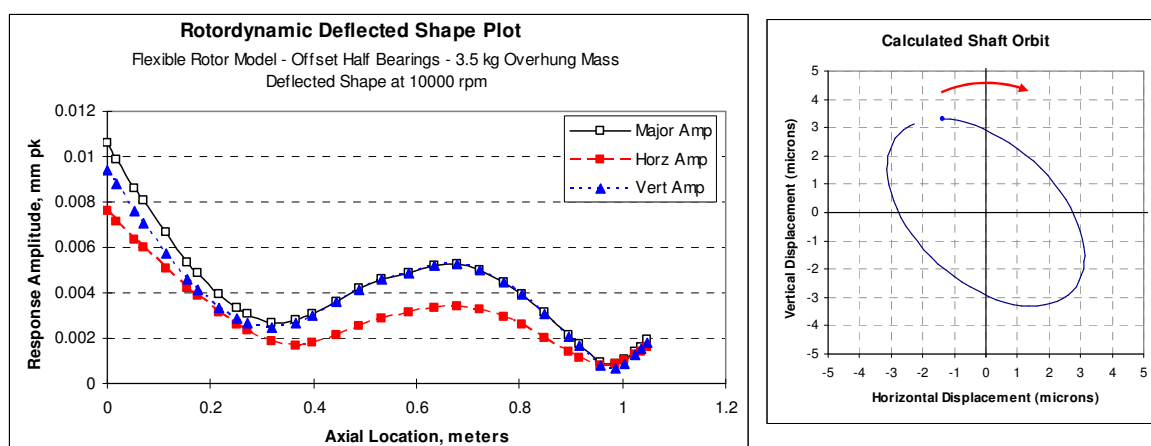 Rotordynamic Deflected Shape Plot
Flexible Rotor Model - Offset Half Bearings - 3.5 kg Overhung Mass
Deflected Shape at 10000 rpm
Response Amplitude, mm pk
0.012
0.01
0.008
0.006
0.004
0.002
0
Major Amp
Horz Amp
Vert Amp
0 0.2 0.4 0.6 0.8 1 1.2
Axial Location, meters
Calculated Shaft Orbit
Vertical Displacement (microns)
5
4
3
2
1
0
-1
-2
-3
-4
-5
-5 -4 -3 -2 -1 0 1 2 3 4 5
Horizontal Displacement (microns)